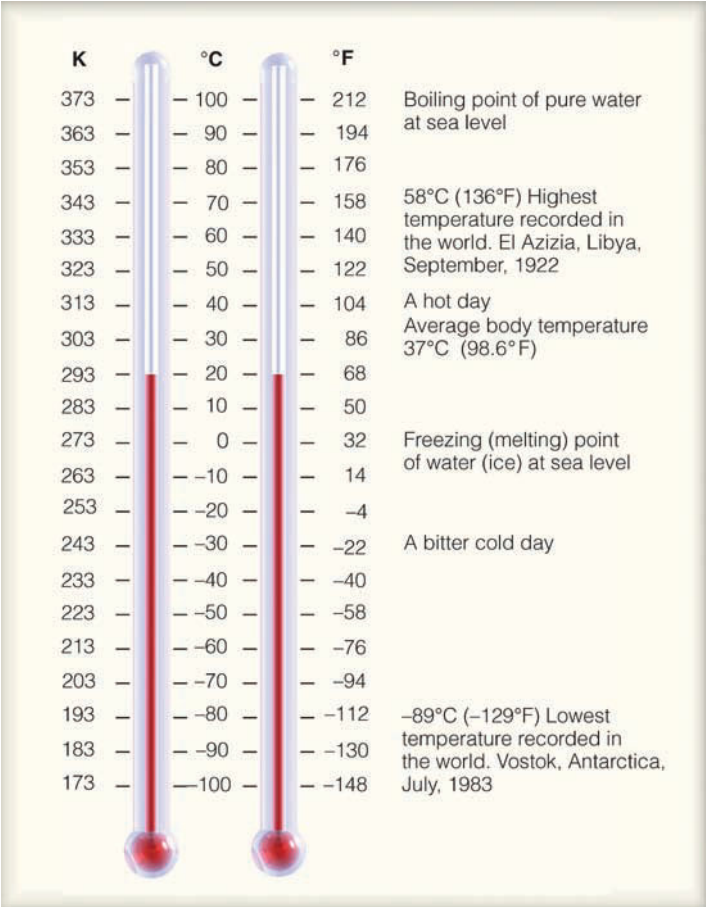 K °C °F
373 100 212 Boiling point of pure water
at sea level
363 90 194
353 80 176
343 70 158 58°C (136°F) Highest
temperature recorded in
333 60 140 the world. El Azizia, Libya,
323 50 122 September, 1922
313 40 104 A hot day
Average body temperature
303 30 86 37°C (98.6°F)
293 20 68
283 10 50
273 0 32 Freezing (melting) point
of water (ice) at sea level
263 –10 14
253 –20 –4
243 –30 –22 A bitter cold day
233 –40 –40
223 –50 –58
213 –60 –76
203 –70 –94
193 –80 –112 –89°C (–129°F) Lowest
temperature recorded in
183 –90 –130 the world. Vostok, Antarctica,
173 –100 –148 July, 1983